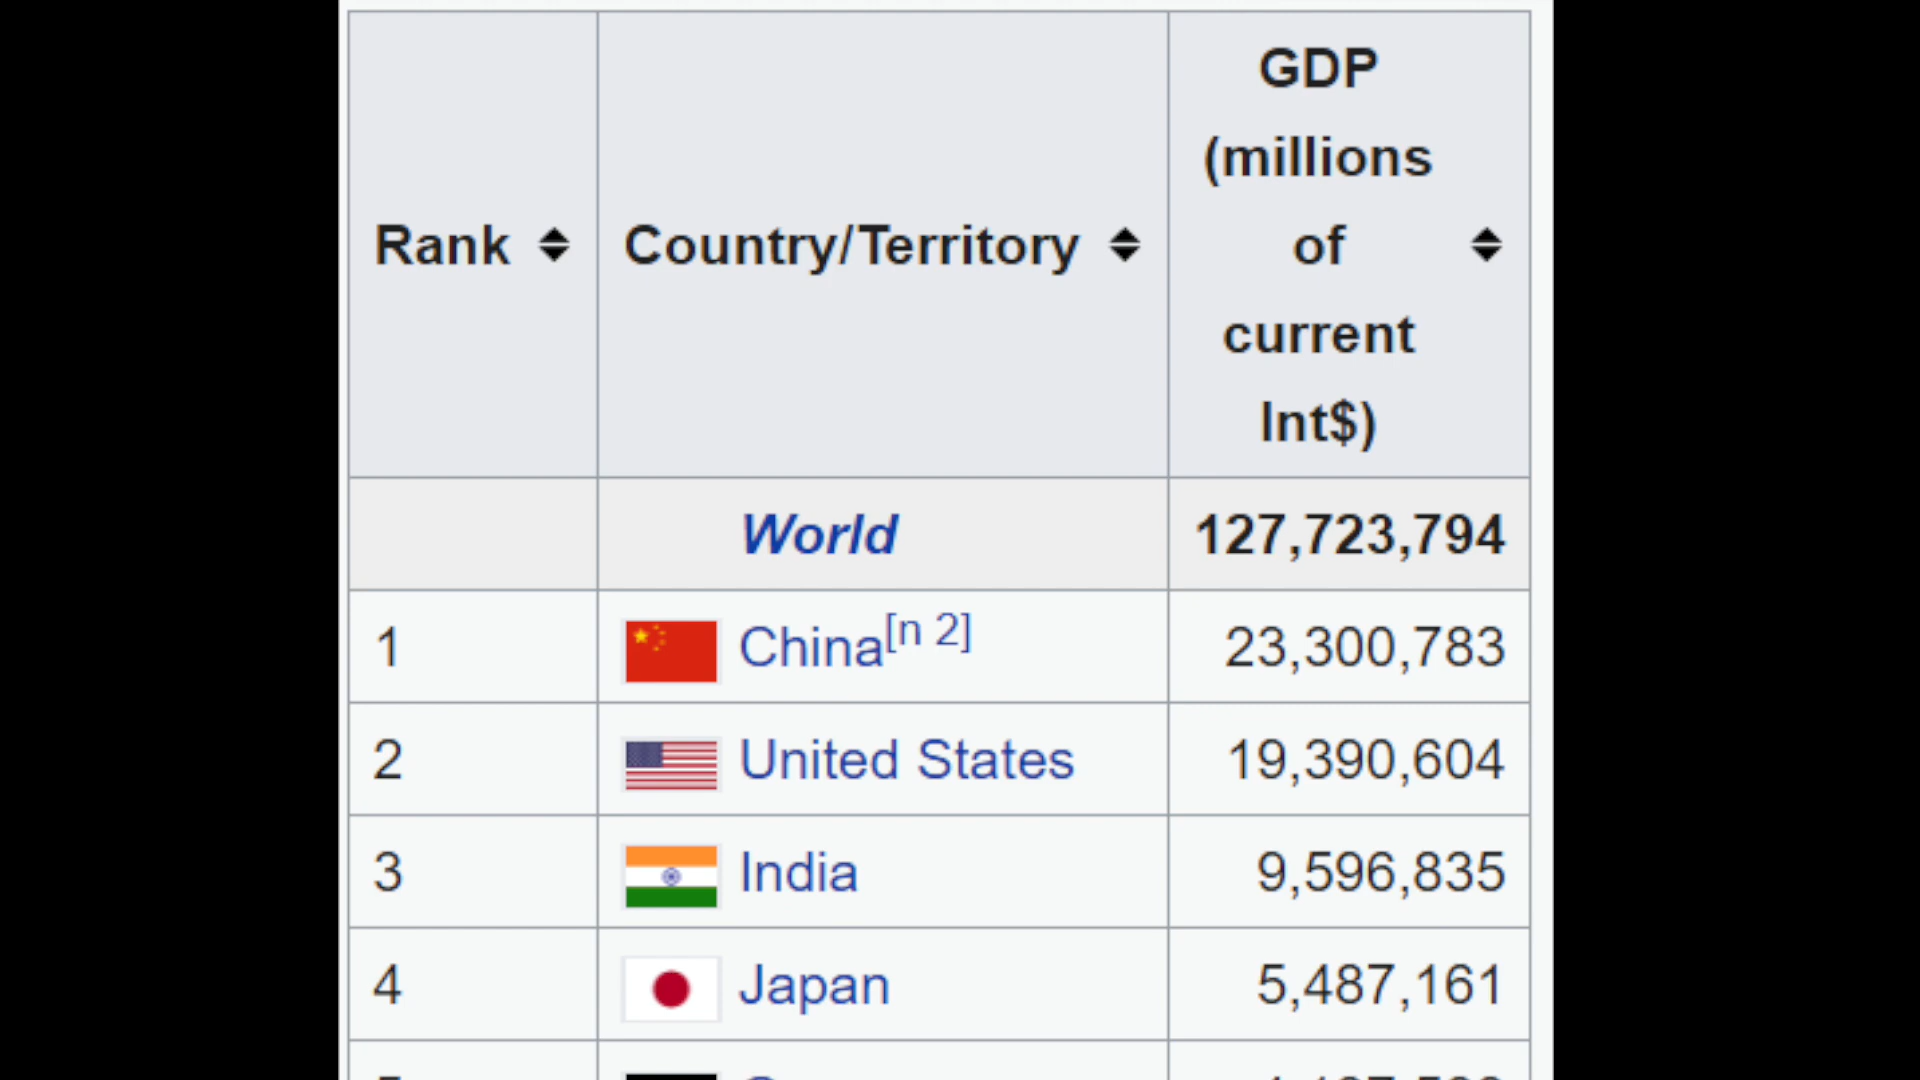 GDP
(millions
Rank Country/Territory of
current
Int$)
World 127,723,794
1 China[n 2] 23,300,783
2 United States 19,390,604
3 India 9,596,835
4 Japan 5,487,161